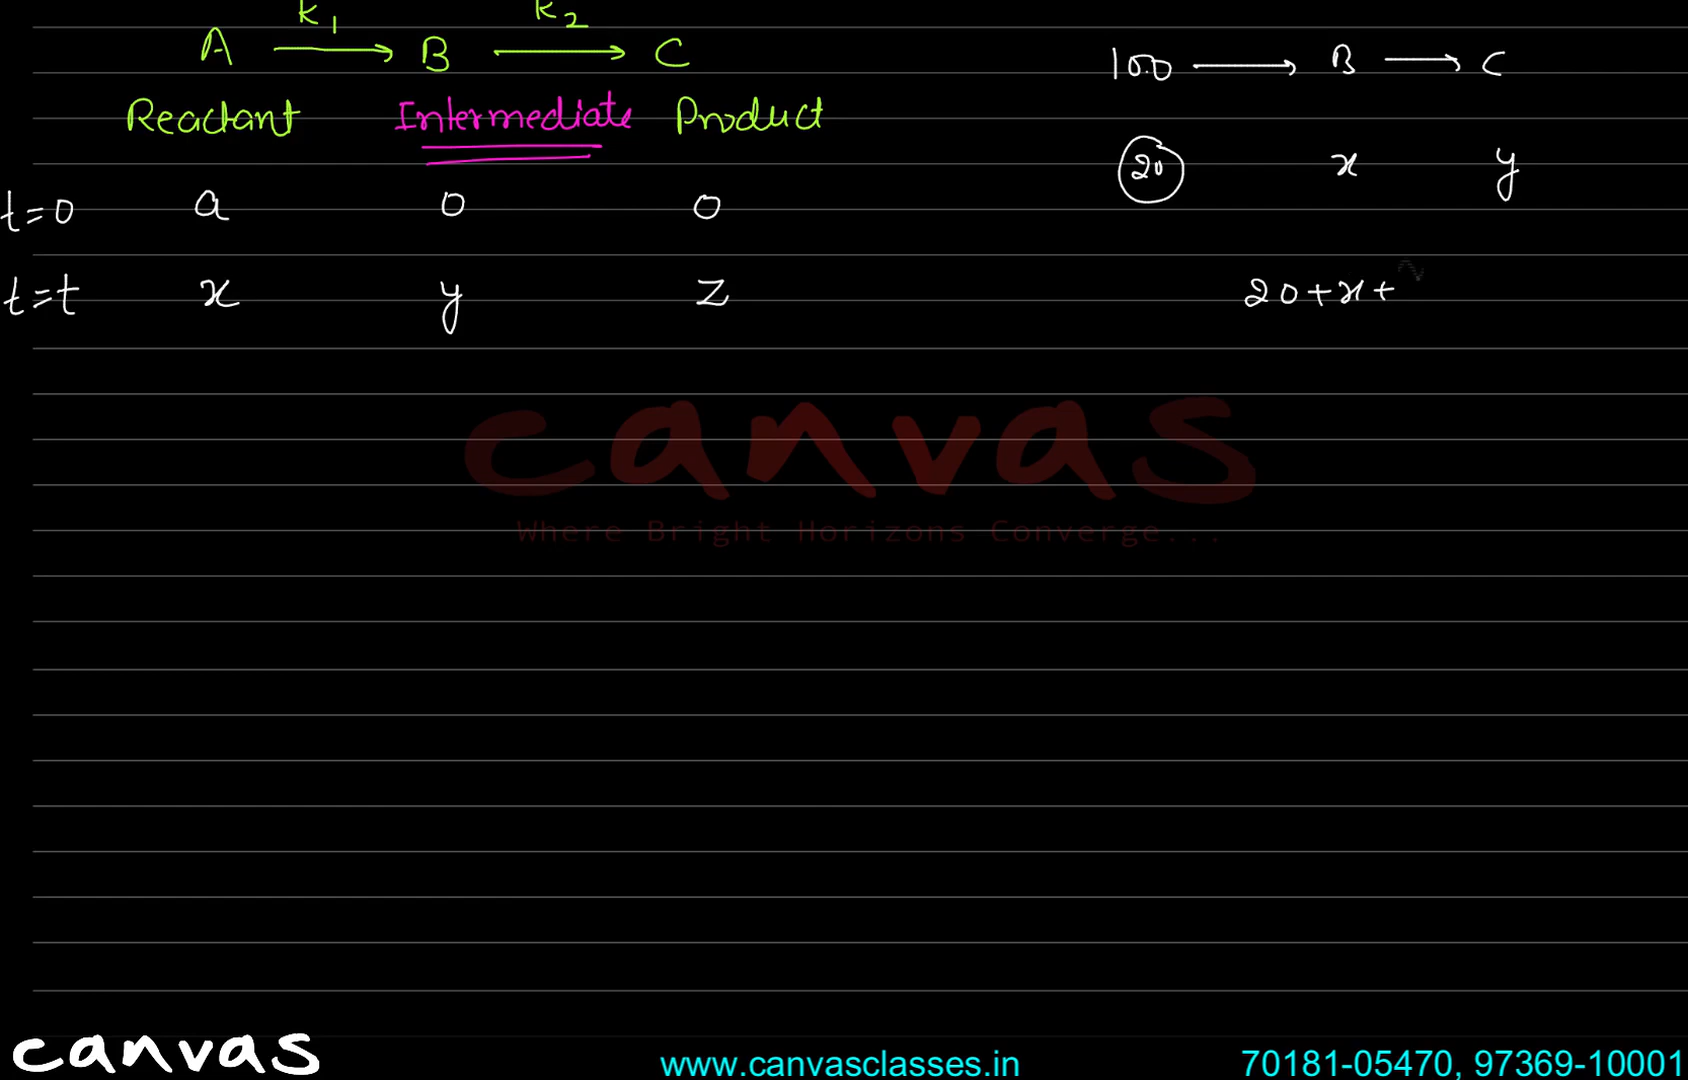 k1 k2
A → B → C
Reactant Intermediate Product
t=0 a 0 0
t=t x y z
100 → B → C
20 x y
20+x+
canvas
Where Bright Horizons Converge...
canvas
www.canvasclasses.in
70181-05470, 97369-10001